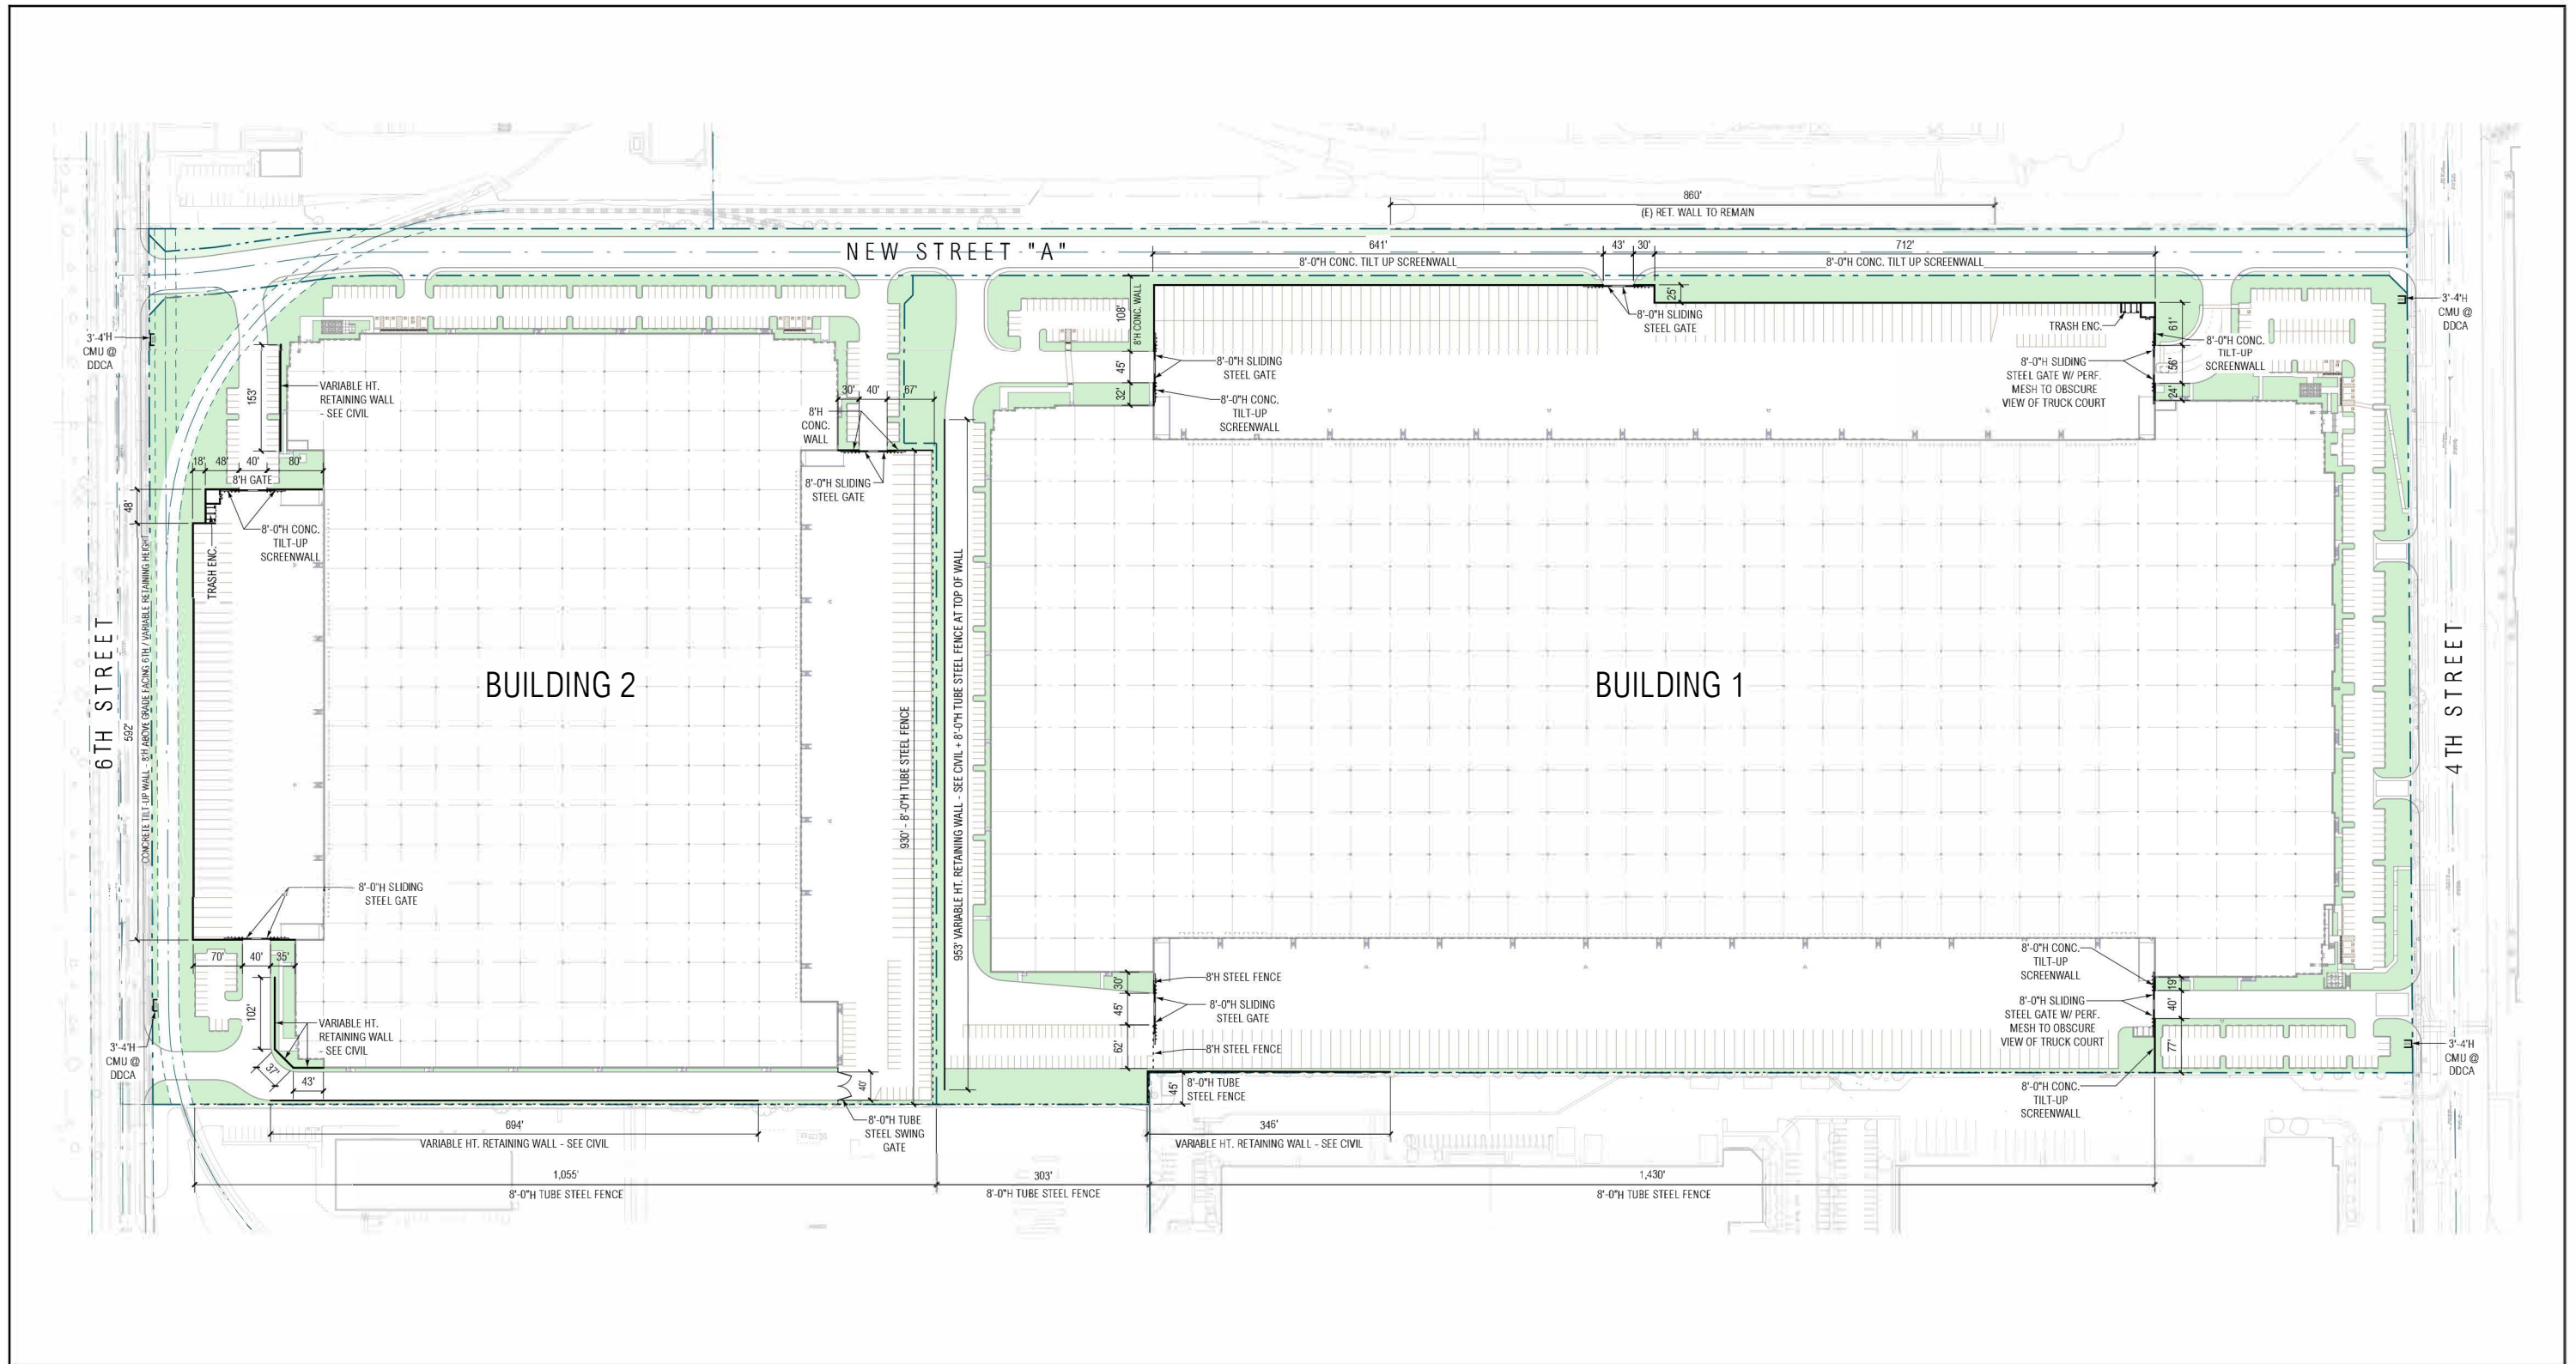 860'
(E) RET. WALL TO REMAIN
NEW STREET "A"
641'
43'
30'
712'
8'-0"H CONC. TILT UP SCREENWALL
8'-0"H CONC. TILT UP SCREENWALL
25'
108'
8'H CONC. WALL
8'-0"H SLIDING
STEEL GATE
TRASH ENC.
61'
3'-4'H
CMU @
DDCA
3'-4'H
CMU @
DDCA
8'-0"H CONC.
TILT-UP
SCREENWALL
8'-0"H SLIDING
STEEL GATE W/ PERF.
MESH TO OBSCURE
VIEW OF TRUCK COURT
56'
24'
45'
8'-0"H SLIDING
STEEL GATE
32'
8'-0"H CONC.
TILT-UP
SCREENWALL
153'
VARIABLE HT.
RETAINING WALL
- SEE CIVIL
30'
40'
67'
8'H
CONC.
WALL
8'-0"H SLIDING
STEEL GATE
18'
48'
40'
80'
8'H GATE
48'
8'-0"H CONC.
TILT-UP
SCREENWALL
TRASH ENC.
6TH STREET
592'
CONCRETE TILT-UP WALL - 8'H ABOVE GRADE FACING 6TH / VARIABLE RETAINING HEIGHT
BUILDING 2
930' - 8'-0"H TUBE STEEL FENCE
953' VARIABLE HT. RETAINING WALL - SEE CIVIL + 8'-0"H TUBE STEEL FENCE AT TOP OF WALL
BUILDING 1
4TH STREET
8'-0"H SLIDING
STEEL GATE
70'
40'
35'
102'
VARIABLE HT.
RETAINING WALL
- SEE CIVIL
37'
43'
3'-4'H
CMU @
DDCA
40'
8'-0"H TUBE
STEEL SWING
GATE
30'
8'H STEEL FENCE
45'
8'-0"H SLIDING
STEEL GATE
62'
8'H STEEL FENCE
45'
8'-0"H TUBE
STEEL FENCE
8'-0"H CONC.
TILT-UP
SCREENWALL
19'
8'-0"H SLIDING
STEEL GATE W/ PERF.
MESH TO OBSCURE
VIEW OF TRUCK COURT
40'
77'
3'-4'H
CMU @
DDCA
8'-0"H CONC.
TILT-UP
SCREENWALL
694'
VARIABLE HT. RETAINING WALL - SEE CIVIL
346'
VARIABLE HT. RETAINING WALL - SEE CIVIL
1,055'
8'-0"H TUBE STEEL FENCE
303'
8'-0"H TUBE STEEL FENCE
1,430'
8'-0"H TUBE STEEL FENCE